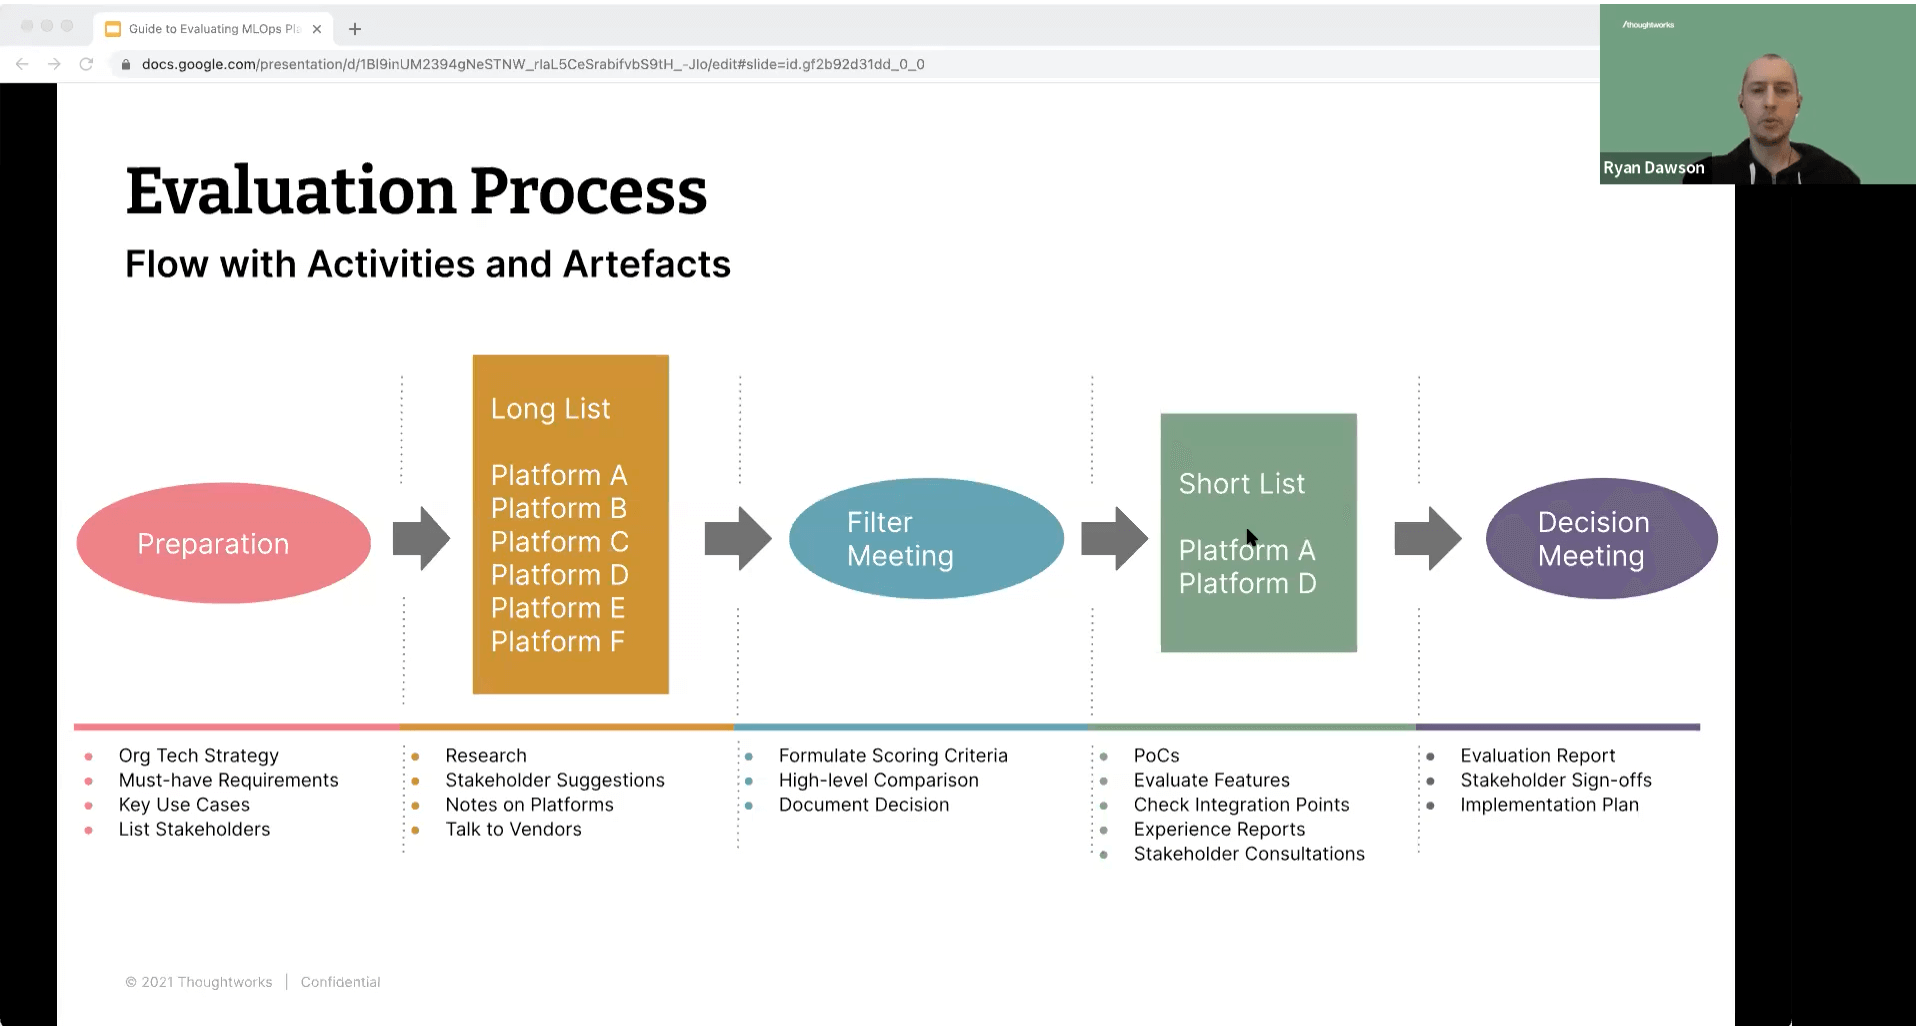 Guide to Evaluating MLOps Pla
docs.google.com/presentation/d/1BI9inUM2394gNeSTNW_rlaL5CeSrabifvbS9tH_-Jlo/edit#slide=id.gf2b92d31dd_0_0
/thoughtworks
Ryan Dawson
Evaluation Process
Flow with Activities and Artefacts
Preparation
Long List
Platform A
Platform B
Platform C
Platform D
Platform E
Platform F
Filter
Meeting
Short List
Platform A
Platform D
Decision
Meeting
Org Tech Strategy
Must-have Requirements
Key Use Cases
List Stakeholders
Research
Stakeholder Suggestions
Notes on Platforms
Talk to Vendors
Formulate Scoring Criteria
High-level Comparison
Document Decision
PoCs
Evaluate Features
Check Integration Points
Experience Reports
Stakeholder Consultations
Evaluation Report
Stakeholder Sign-offs
Implementation Plan
© 2021 Thoughtworks | Confidential